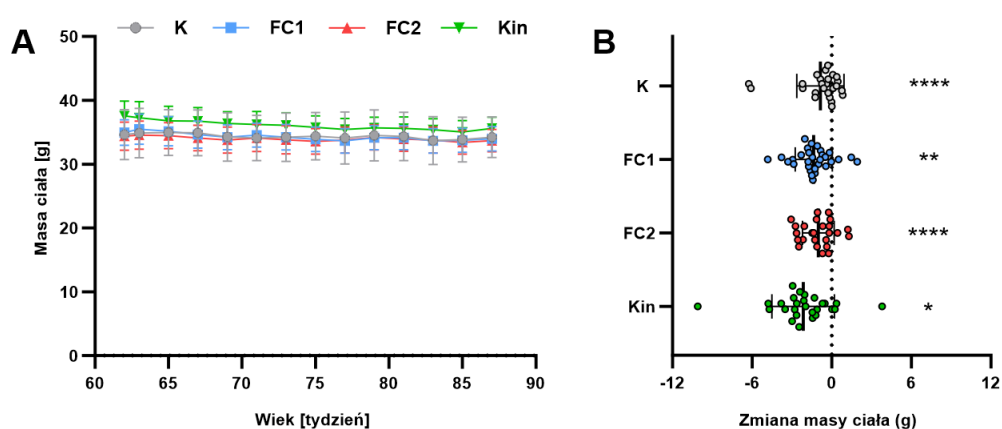 A
K FC1 FC2 Kin
50
40
30
20
10
0
60 65 70 75 80 85 90
Masa ciała [g]
Wiek [tydzień]
B
K ****
FC1 **
FC2 ****
Kin *
-12 -6 0 6 12
Zmiana masy ciała (g)